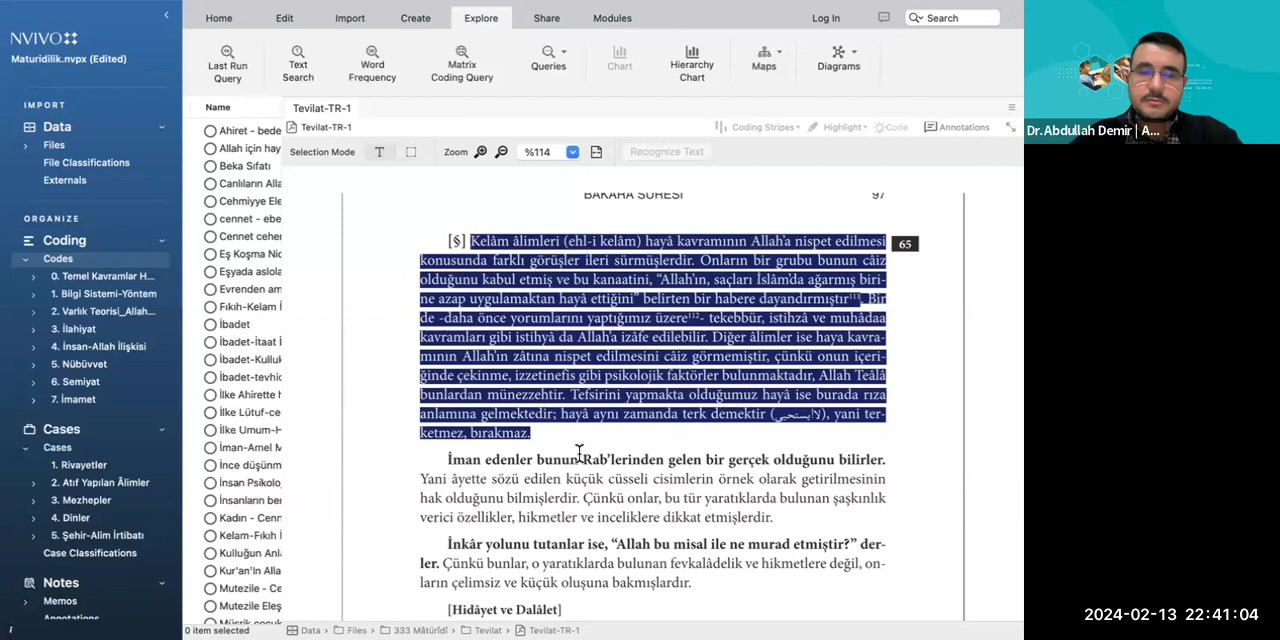 NVIVO
Maturidilik.nvpx (Edited)
IMPORT
Data
Files
File Classifications
Externals
ORGANIZE
Coding
Codes
0. Temel Kavramlar H...
1. Bilgi Sistemi-Yöntem
2. Varlık Teorisi_Allah...
3. İlahiyat
4. İnsan-Allah İlişkisi
5. Nübüvvet
6. Semiyat
7. İmamet
Cases
Cases
1. Rivayetler
2. Atıf Yapılan Âlimler
3. Mezhepler
4. Dinler
5. Şehir-Alim İrtibatı
Case Classifications
Notes
Memos
Annotations
Home Edit Import Create Explore Share Modules Log In Search
Last Run Query
Text Search
Word Frequency
Matrix Coding Query
Queries
Chart
Hierarchy Chart
Maps
Diagrams
Name
Ahiret - bede
Allah için hay
Beka Sıfatı
Canlıların Alla
Cehmiyye Ele
cennet - ebe
Cennet cehen
Eş Koşma Nic
Eşyada aslola
Evrenden am
Fıkıh-Kelam İ
İbadet
İbadet-İtaat İ
İbadet-Kulluk
İbadet-tevhic
İlke Ahirette h
İlke Lütuf-ce
İlke Umum-H
İman-Amel M
İnce düşünm
İnsan Psikolo
İnsanların ber
Kadın - Cenn
Kelam-Fıkıh İ
Kulluğun Anla
Kur'an'In Alla
Mutezile - Ce
Mutezile Eleş
0 item selected
Tevilat-TR-1
Tevilat-TR-1
Coding Stripes Highlight Code Annotations
Selection Mode T Zoom %114 Recognize Text
BAKARA SÛRESİ 97
[§] Kelâm âlimleri (ehl-i kelâm) hayâ kavramının Allah'a nispet edilmesi
65
konusunda farklı görüşler ileri sürmüşlerdir. Onların bir grubu bunun câiz
olduğunu kabul etmiş ve bu kanaatini, “Allah'ın, saçları İslâm'da ağarmış biri-
ne azap uygulamaktan hayâ ettiğini” belirten bir habere dayandırmıştır¹¹¹. Bir
de -daha önce yorumlarını yaptığımız üzere¹¹²- tekebbür, istihzâ ve muhâdaa
kavramları gibi istihyâ da Allah'a izâfe edilebilir. Diğer âlimler ise haya kavra-
mının Allah'ın zâtına nispet edilmesini câiz görmemiştir, çünkü onun içeri-
ğinde çekinme, izzetinefis gibi psikolojik faktörler bulunmaktadır, Allah Teâlâ
bunlardan münezzehtir. Tefsirini yapmakta olduğumuz hayâ ise burada rıza
anlamına gelmektedir; hayâ aynı zamanda terk demektir (لا يستحيى), yani ter-
ketmez, bırakmaz.
İman edenler bunun Rab'lerinden gelen bir gerçek olduğunu bilirler.
Yani âyette sözü edilen küçük cüsseli cisimlerin örnek olarak getirilmesinin
hak olduğunu bilmişlerdir. Çünkü onlar, bu tür yaratıklarda bulunan şaşkınlık
verici özellikler, hikmetler ve inceliklere dikkat etmişlerdir.
İnkâr yolunu tutanlar ise, “Allah bu misal ile ne murad etmiştir?” der-
ler. Çünkü bunlar, o yaratıklarda bulunan fevkalâdelik ve hikmetlere değil, on-
ların çelimsiz ve küçük oluşuna bakmışlardır.
[Hidâyet ve Dalâlet]
Data Files 333 Mâtürîdî Tevilat Tevilat-TR-1
Dr.Abdullah Demir | A...
2024-02-13 22:41:04